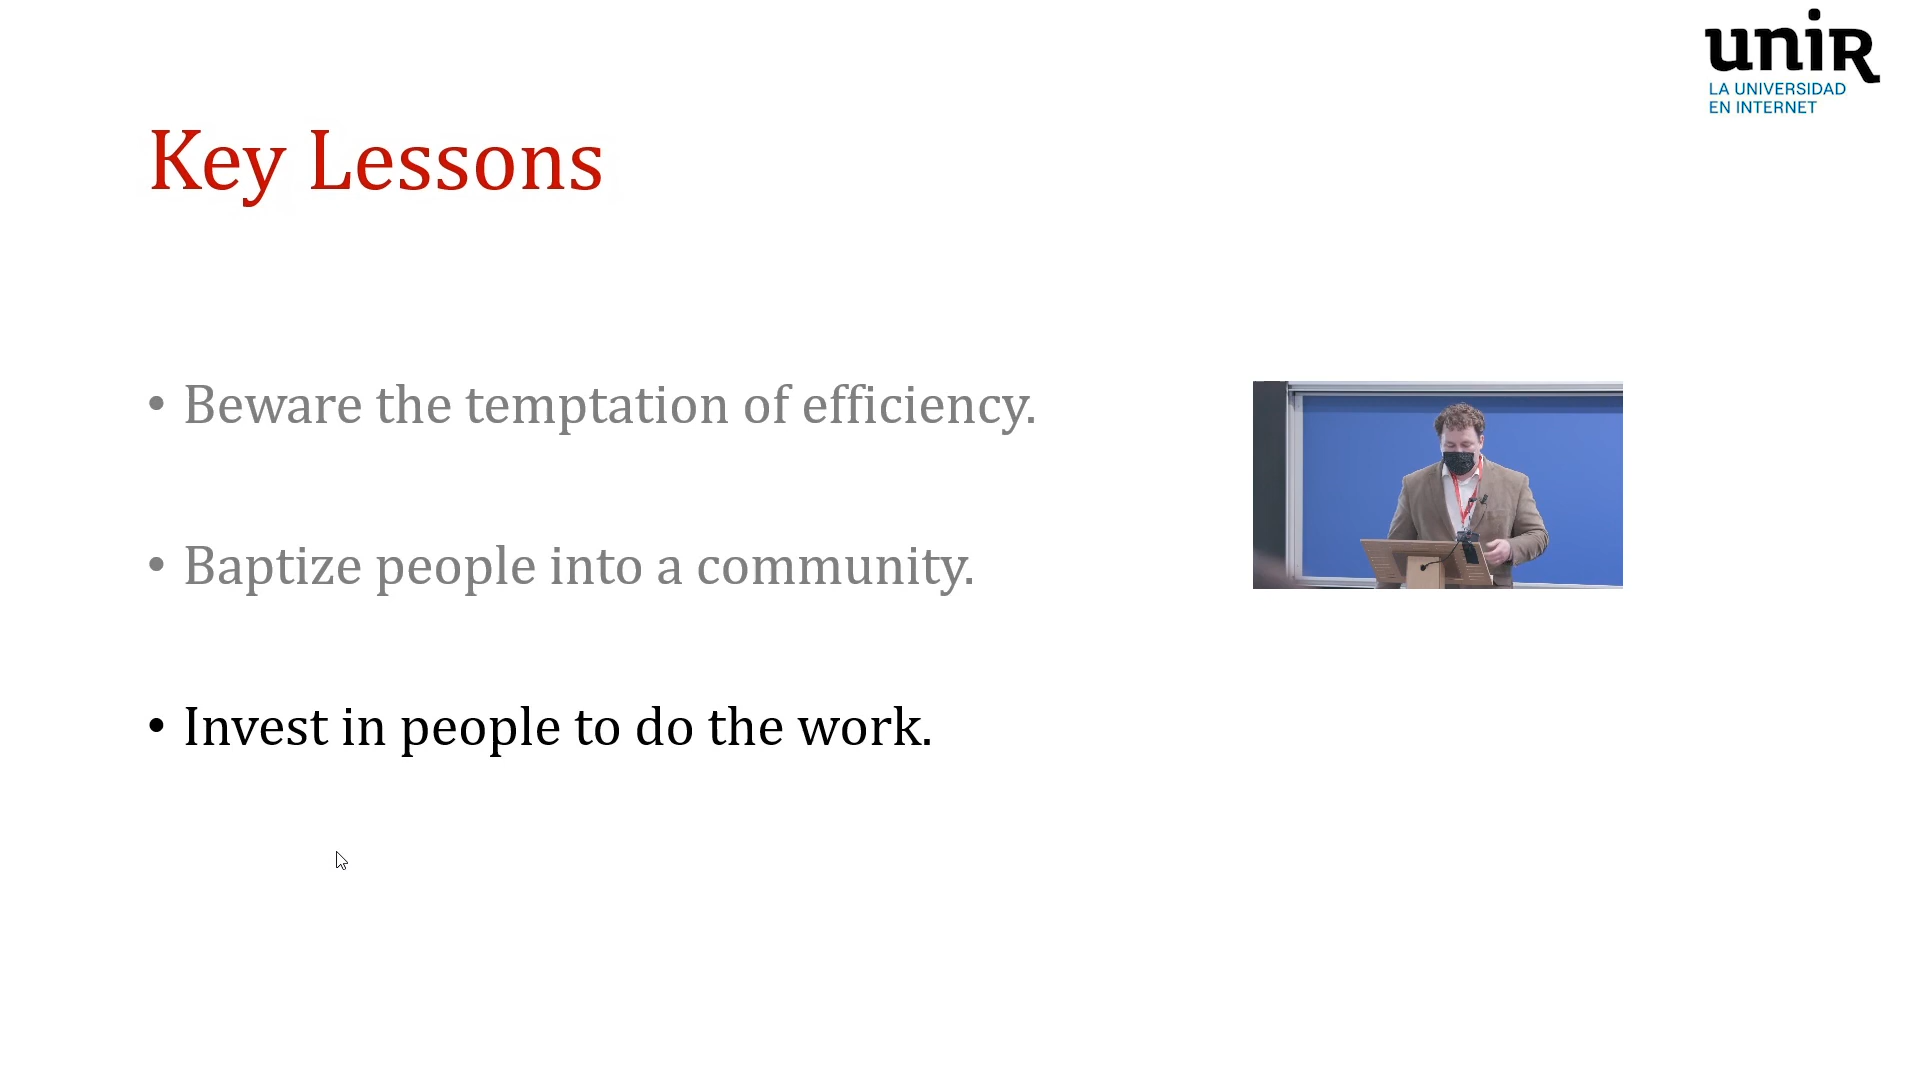 uniR
LA UNIVERSIDAD
EN INTERNET
Key Lessons
• Beware the temptation of efficiency.
• Baptize people into a community.
• Invest in people to do the work.